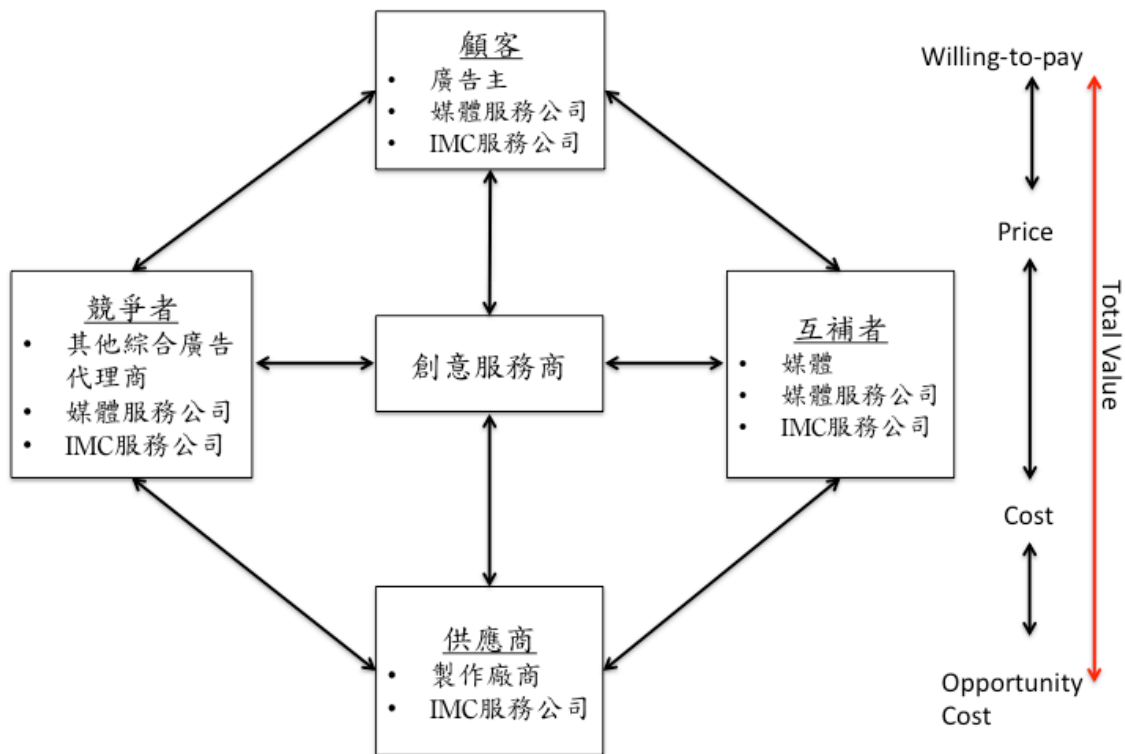 顧客
• 廣告主
• 媒體服務公司
• IMC服務公司
競爭者
• 其他綜合廣告
代理商
• 媒體服務公司
• IMC服務公司
創意服務商
互補者
• 媒體
• 媒體服務公司
• IMC服務公司
供應商
• 製作廠商
• IMC服務公司
Willing-to-pay
Price
Cost
Opportunity
Cost
Total Value